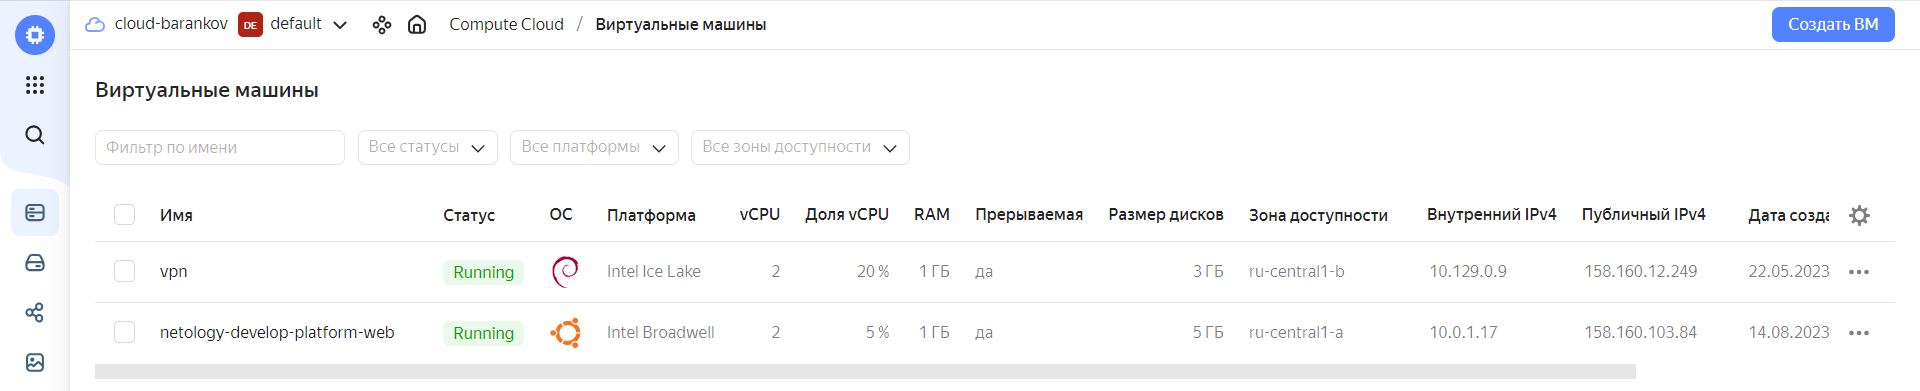 cloud-barankov DE default Compute Cloud / Виртуальные машины Создать ВМ
Виртуальные машины
Фильтр по имени Все статусы Все платформы Все зоны доступности
Имя Статус ОС Платформа vCPU Доля vCPU RAM Прерываемая Размер дисков Зона доступности Внутренний IPv4 Публичный IPv4 Дата созда
vpn Running Intel Ice Lake 2 20 % 1 ГБ да 3 ГБ ru-central1-b 10.129.0.9 158.160.12.249 22.05.2023
netology-develop-platform-web Running Intel Broadwell 2 5 % 1 ГБ да 5 ГБ ru-central1-a 10.0.1.17 158.160.103.84 14.08.2023